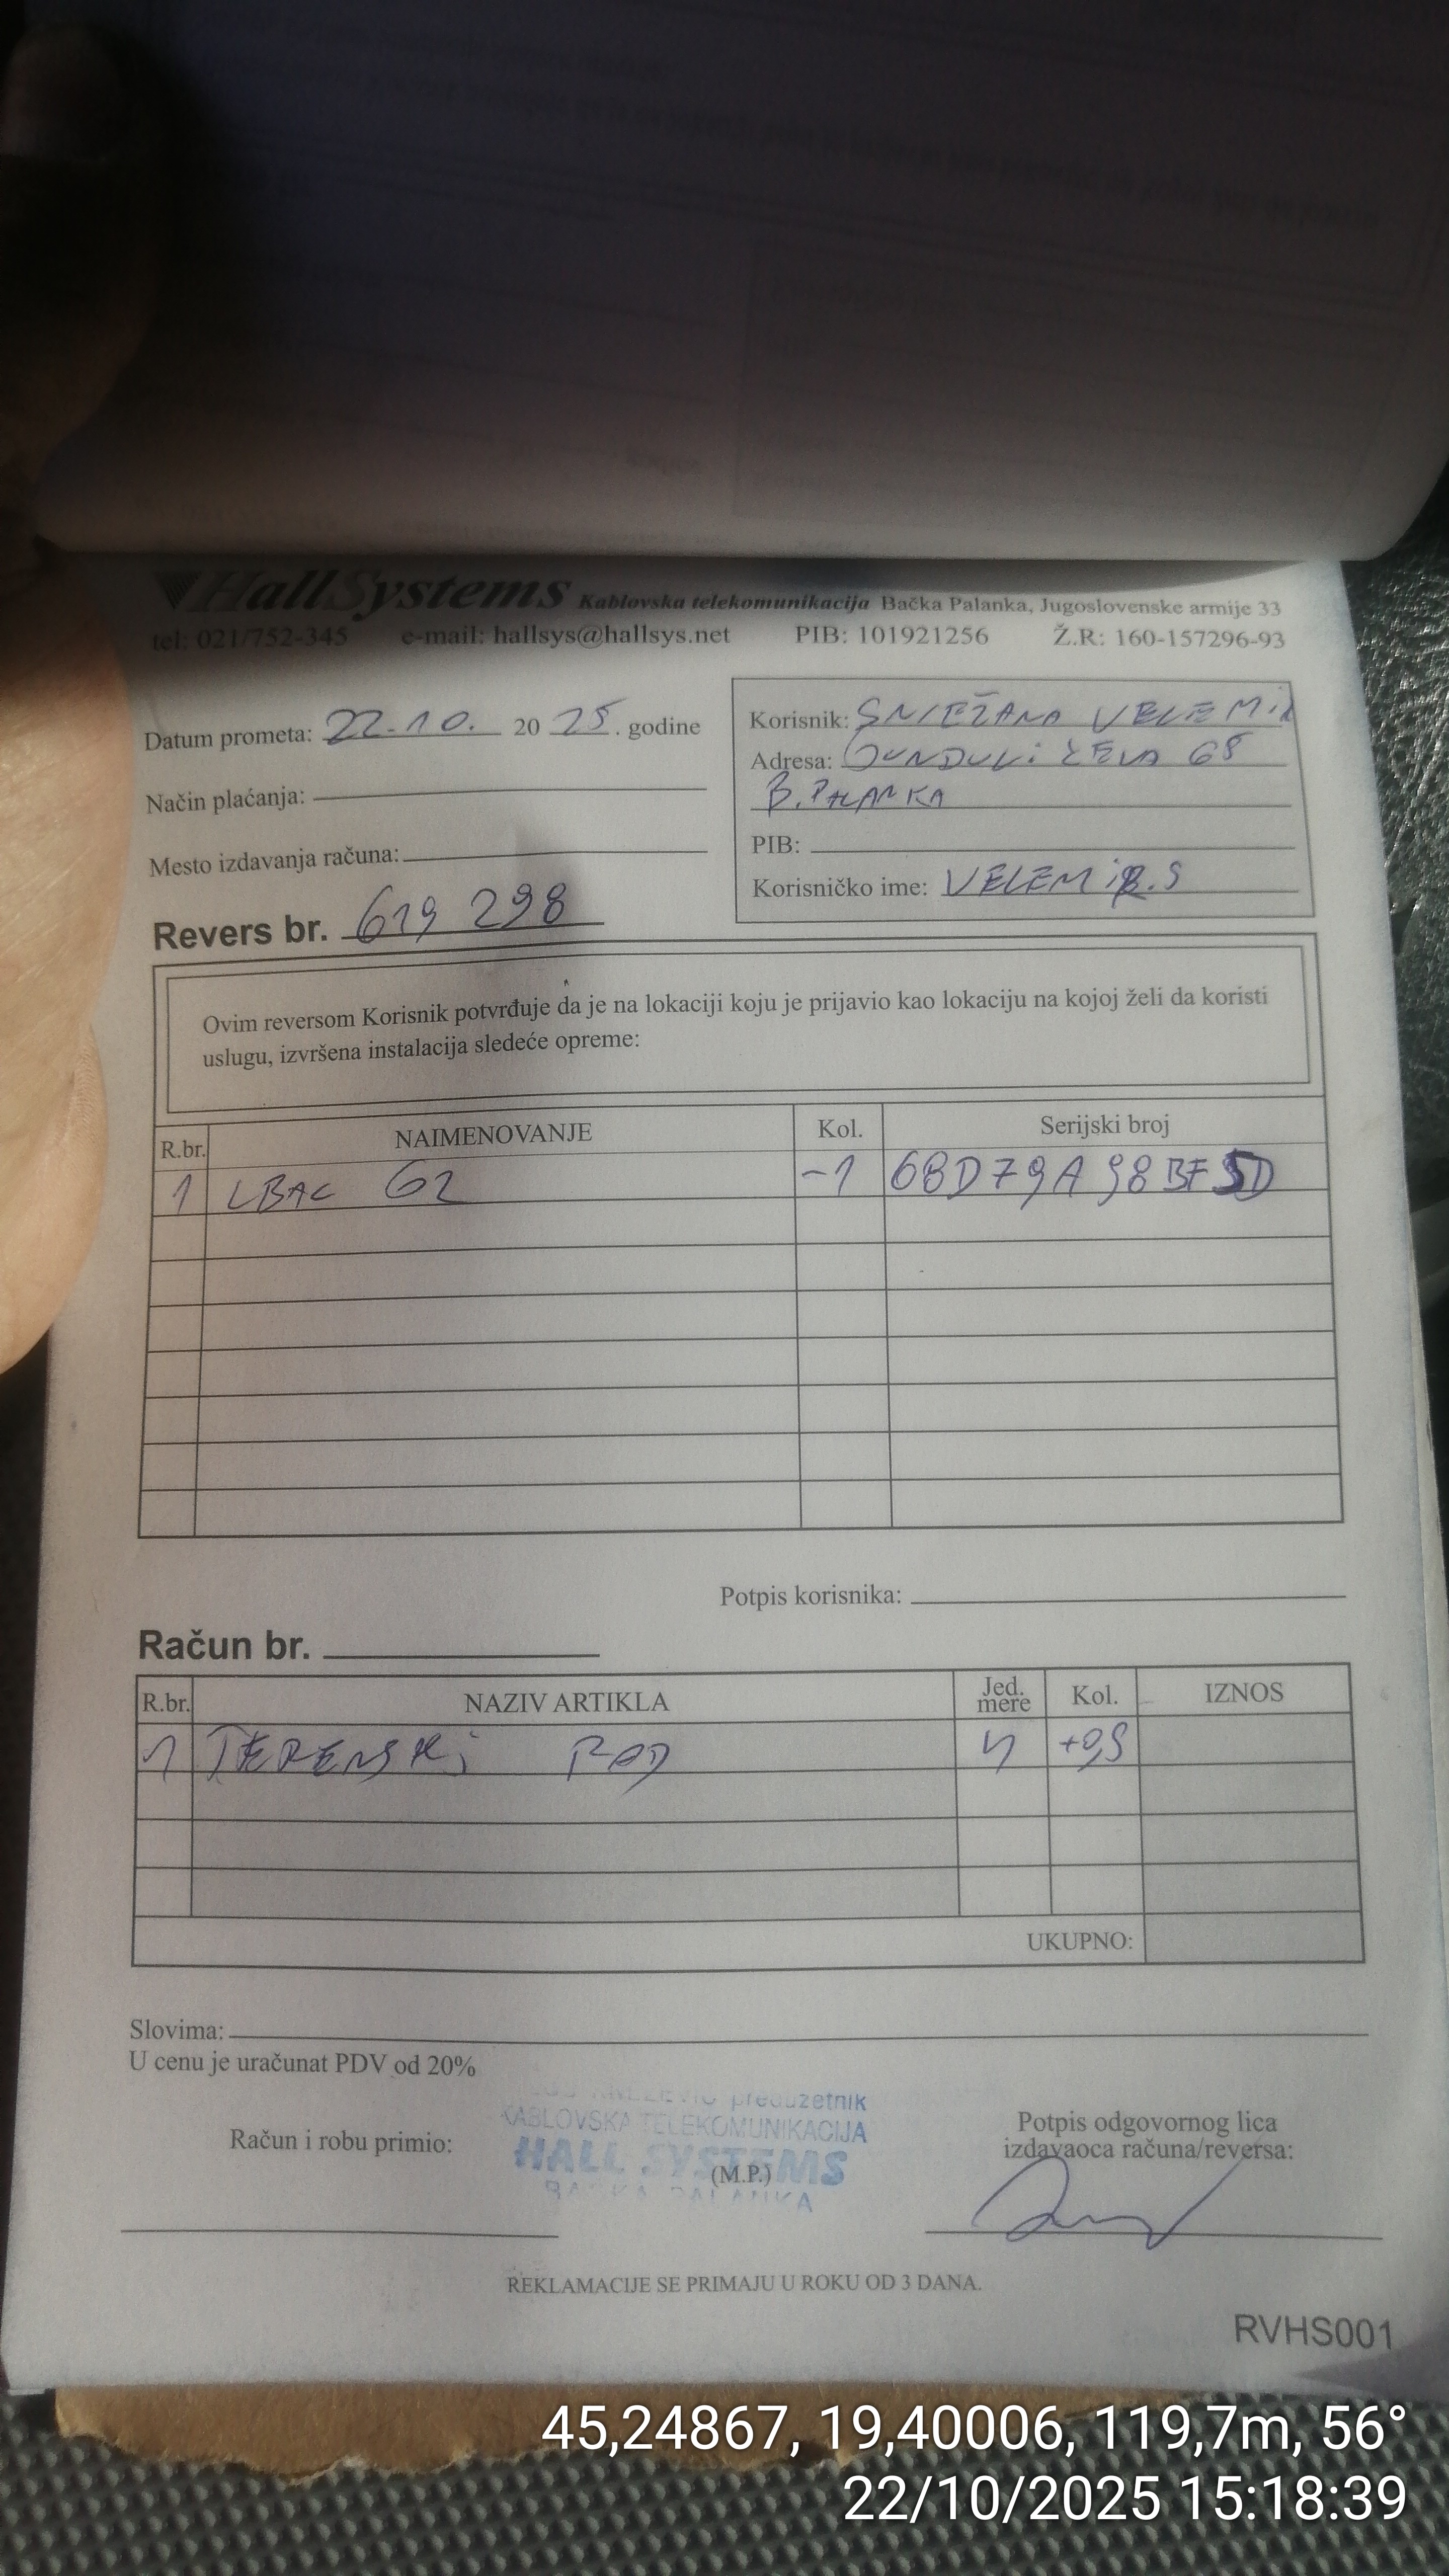 HallSystems Kablovska telekomunikacija Bačka Palanka, Jugoslovenske armije 33
tel: 021/752-345 e-mail: hallsys@hallsys.net PIB: 101921256 Ž.R: 160-157296-93
Datum prometa: 22.10. 20 25. godine
Način plaćanja:
Mesto izdavanja računa:
Revers br. 619 298
Korisnik: SNJEŽANA VELEMIR
Adresa: GUNDULiĆEVA 68
B. PALANKA
PIB:
Korisničko ime: VELEMiR.S
Ovim reversom Korisnik potvrđuje da je na lokaciji koju je prijavio kao lokaciju na kojoj želi da koristi
uslugu, izvršena instalacija sledeće opreme:
R.br. NAIMENOVANJE Kol. Serijski broj
1 LBAC G2 -1 68D79A98BF5D
Potpis korisnika:
Račun br.
R.br. NAZIV ARTIKLA Jed. mere Kol. IZNOS
1 TERENSKi RAD h +0,5
UKUPNO:
Slovima:
U cenu je uračunat PDV od 20%
Račun i robu primio:
preduzetnik
KABLOVSKA TELEKOMUNIKACIJA
HALL SYSTEMS
(M.P.)
BAČKA PALANKA
Potpis odgovornog lica
izdavaoca računa/reversa:
REKLAMACIJE SE PRIMAJU U ROKU OD 3 DANA.
RVHS001
45,24867, 19,40006, 119,7m, 56°
22/10/2025 15:18:39